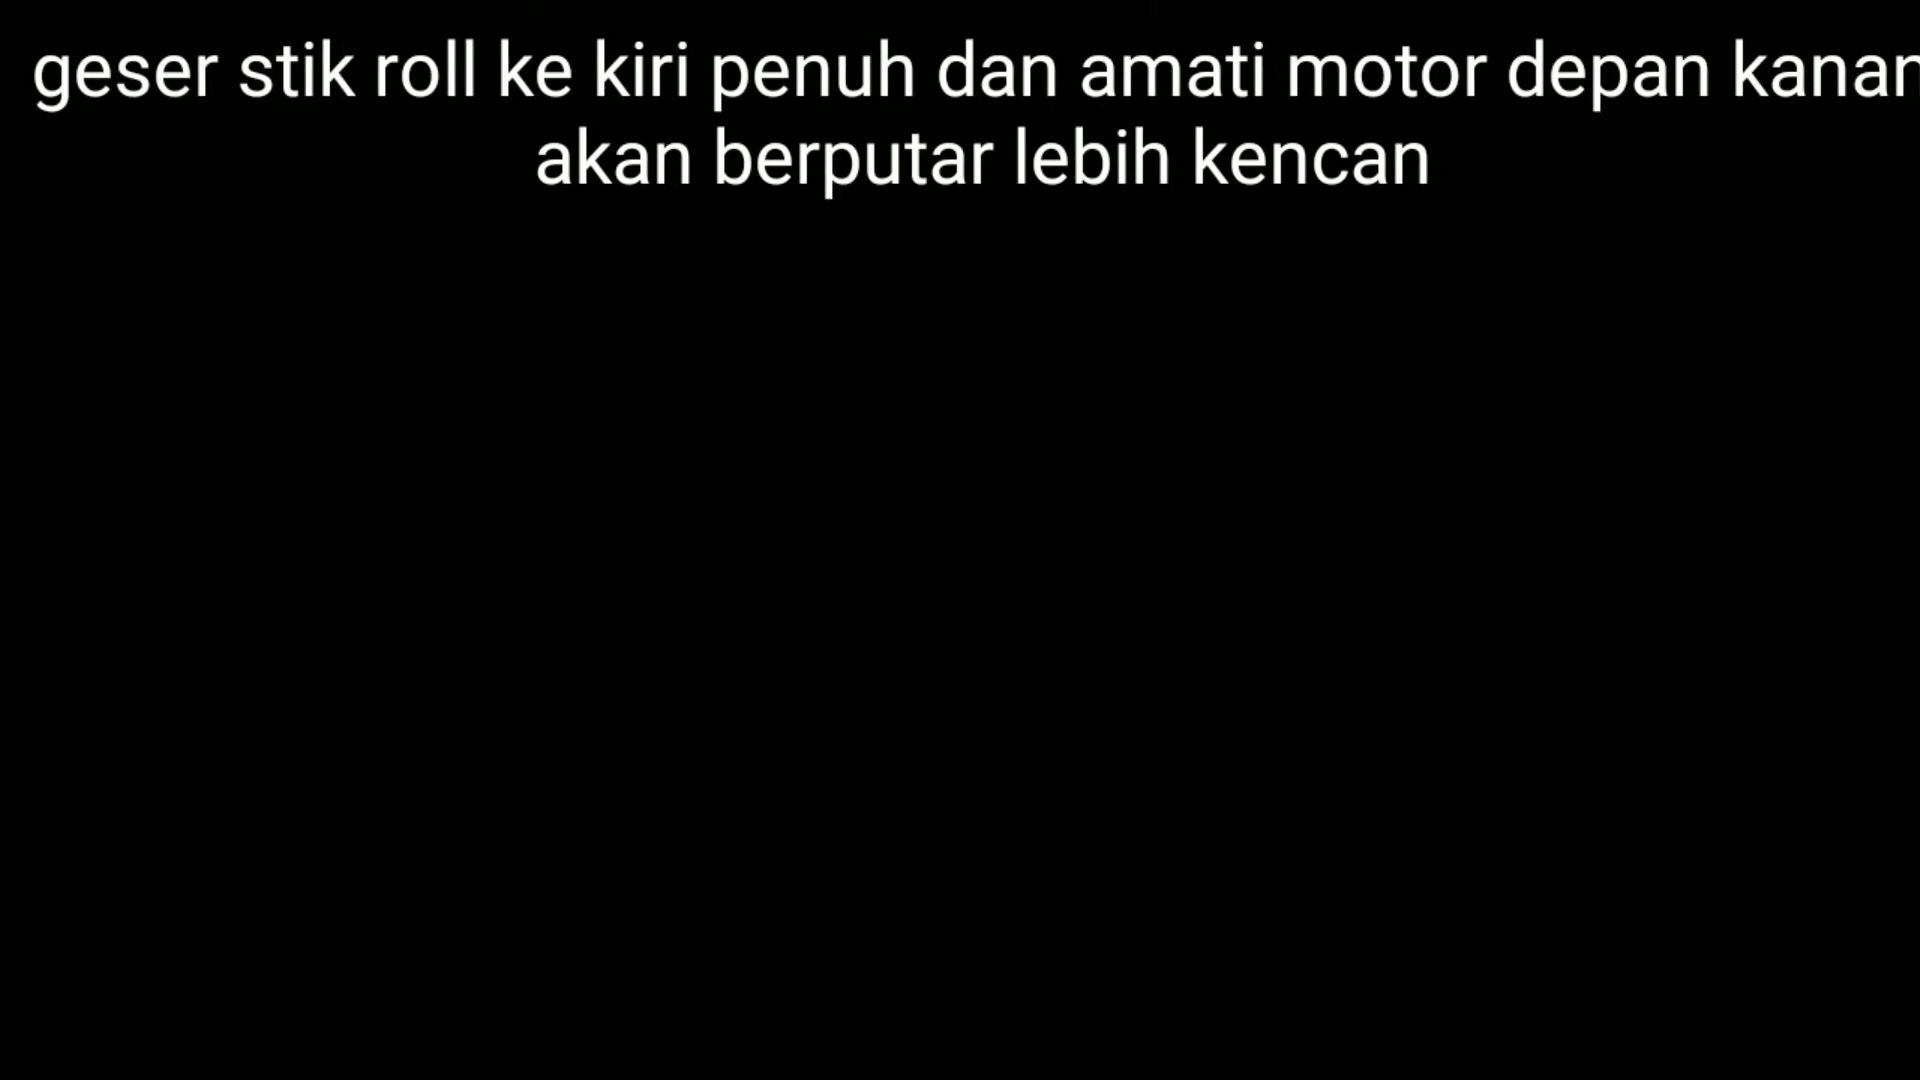 geser stik roll ke kiri penuh dan amati motor depan kanan
akan berputar lebih kencan